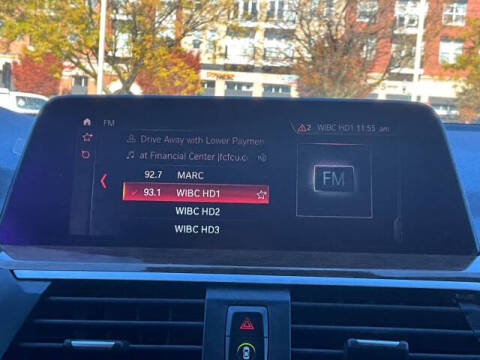 FM
2 WIBC HD1 11:55 am
Drive Away with Lower Paymen
at Financial Center |fcfcu.c
92.7 MARC
93.1 WIBC HD1
WIBC HD2
WIBC HD3
FM